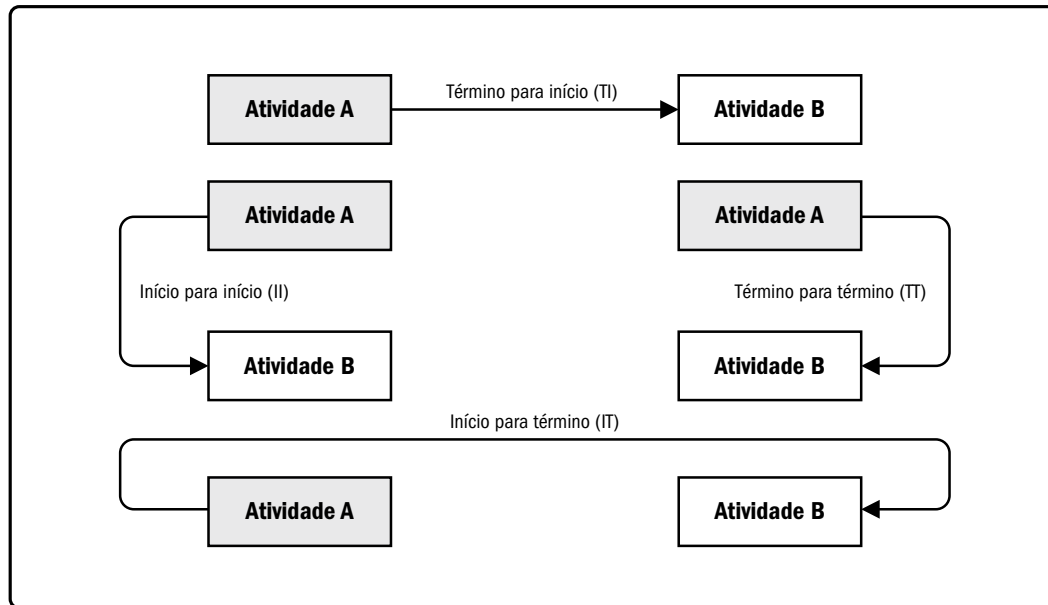 Atividade A
Término para início (TI)
Atividade B
Atividade A
Atividade A
Início para início (II)
Término para término (TT)
Atividade B
Atividade B
Início para término (IT)
Atividade A
Atividade B